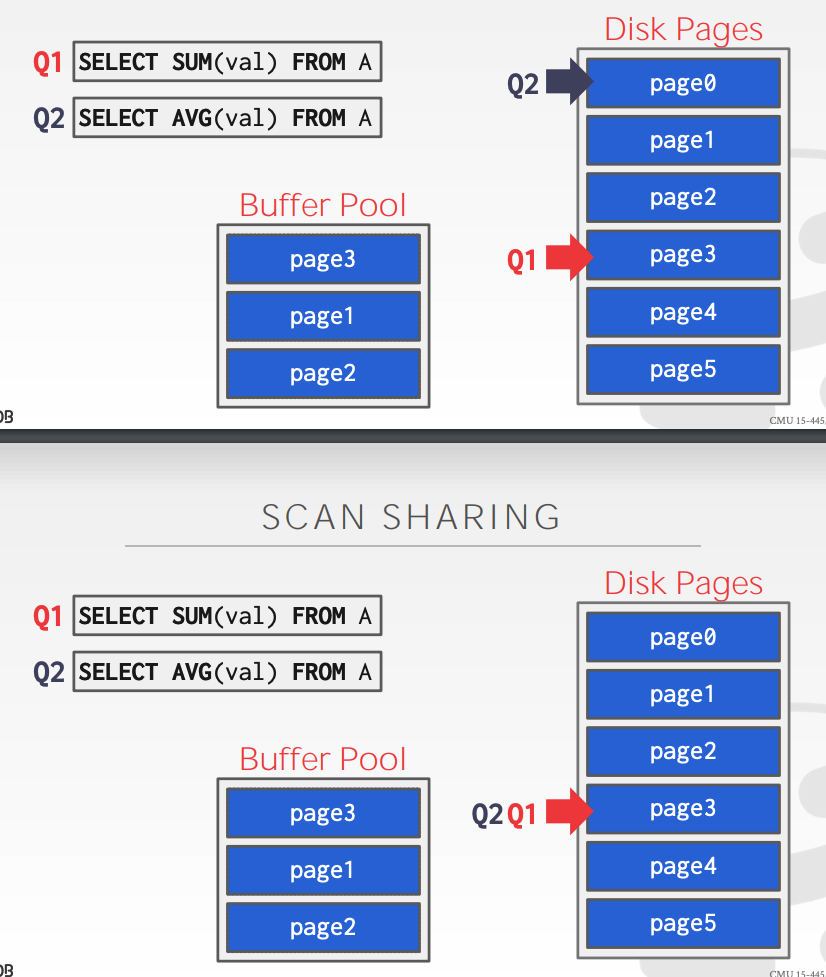 Disk Pages
Q1 SELECT SUM(val) FROM A
Q2 SELECT AVG(val) FROM A
Q2 page0
page1
page2
Buffer Pool
page3
page1
page2
Q1 page3
page4
page5
DB
CMU 15-445/
SCAN SHARING
Disk Pages
Q1 SELECT SUM(val) FROM A
Q2 SELECT AVG(val) FROM A
page0
page1
page2
Buffer Pool
page3
page1
page2
Q2 Q1 page3
page4
page5
DB
CMU 15-445/